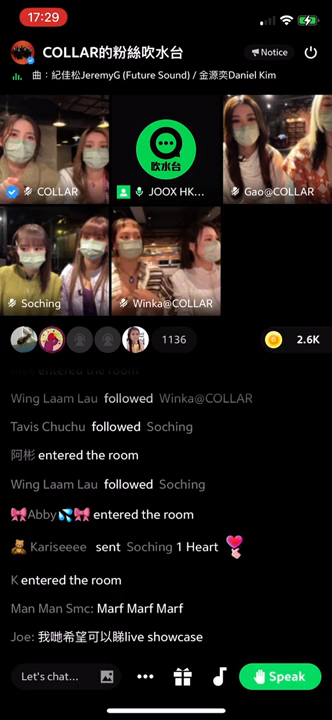 17:29
COLLAR的粉絲吹水台
Notice
曲：紀佳松JeremyG (Future Sound) / 金源奕Daniel Kim
COLLAR
吹水台
JOOX HK...
Gao@COLLAR
Soching
Winka@COLLAR
1136
2.6K
entered the room
Wing Laam Lau followed Winka@COLLAR
Tavis Chuchu followed Soching
阿彬 entered the room
Wing Laam Lau followed Soching
🎀Abby💦🎀 entered the room
🧸 Kariseeee sent Soching 1 Heart
K entered the room
Man Man Smc: Marf Marf Marf
Joe: 我哋希望可以睇live showcase
Let's chat...
Speak